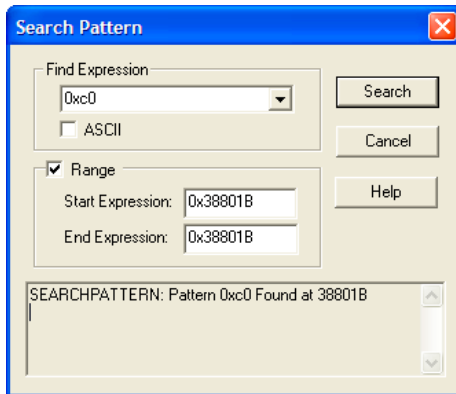 Search Pattern
Find Expression
0xc0
Search
ASCII
Cancel
Range
Start Expression: 0x38801B
Help
End Expression: 0x38801B
SEARCHPATTERN: Pattern 0xc0 Found at 38801B